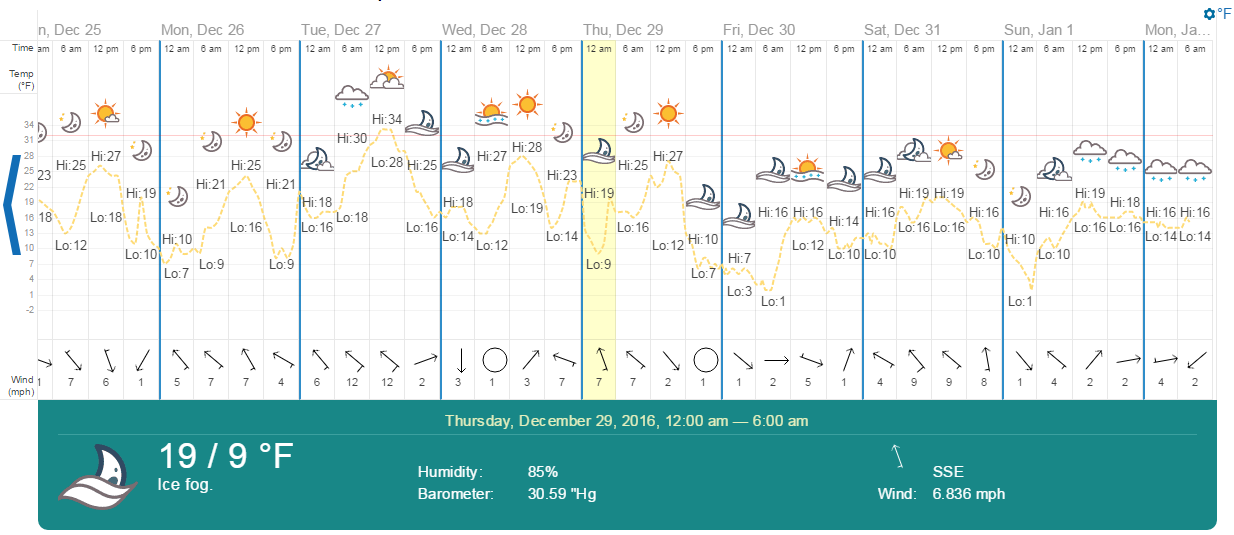 °F
n, Dec 25 Mon, Dec 26 Tue, Dec 27 Wed, Dec 28 Thu, Dec 29 Fri, Dec 30 Sat, Dec 31 Sun, Jan 1 Mon, Ja...
Time am 6 am 12 pm 6 pm 12 am 6 am 12 pm 6 pm 12 am 6 am 12 pm 6 pm 12 am 6 am 12 pm 6 pm 12 am 6 am 12 pm 6 pm 12 am 6 am 12 pm 6 pm 12 am 6 am 12 pm 6 pm 12 am 6 am 12 pm 6 pm 12 am 6 am
Temp
(°F)
34
31
28
25
22
19
16
13
10
7
4
1
-2
23 Hi:25 Hi:27 Hi:19 Hi:10 Hi:21 Hi:25 Hi:21 Hi:18 Hi:30 Hi:34 Hi:25 Hi:18 Hi:27 Hi:28 Hi:23 Hi:19 Hi:25 Hi:27 Hi:10 Hi:7 Hi:16 Hi:16 Hi:14 Hi:16 Hi:19 Hi:19 Hi:16 Hi:10 Hi:16 Hi:19 Hi:18 Hi:16 Hi:16
18 Lo:12 Lo:18 Lo:10 Lo:7 Lo:9 Lo:16 Lo:9 Lo:16 Lo:18 Lo:28 Lo:16 Lo:14 Lo:12 Lo:19 Lo:14 Lo:9 Lo:16 Lo:12 Lo:7 Lo:3 Lo:1 Lo:12 Lo:10 Lo:10 Lo:16 Lo:16 Lo:10 Lo:1 Lo:10 Lo:16 Lo:16 Lo:14 Lo:14
Wind 1 7 6 1 5 7 7 4 6 12 12 2 3 1 3 7 7 7 2 1 1 2 5 1 4 9 9 8 1 4 2 2 4 2
(mph)
Thursday, December 29, 2016, 12:00 am — 6:00 am
19 / 9 °F
Ice fog.
Humidity: 85%
Barometer: 30.59 "Hg
SSE
Wind: 6.836 mph